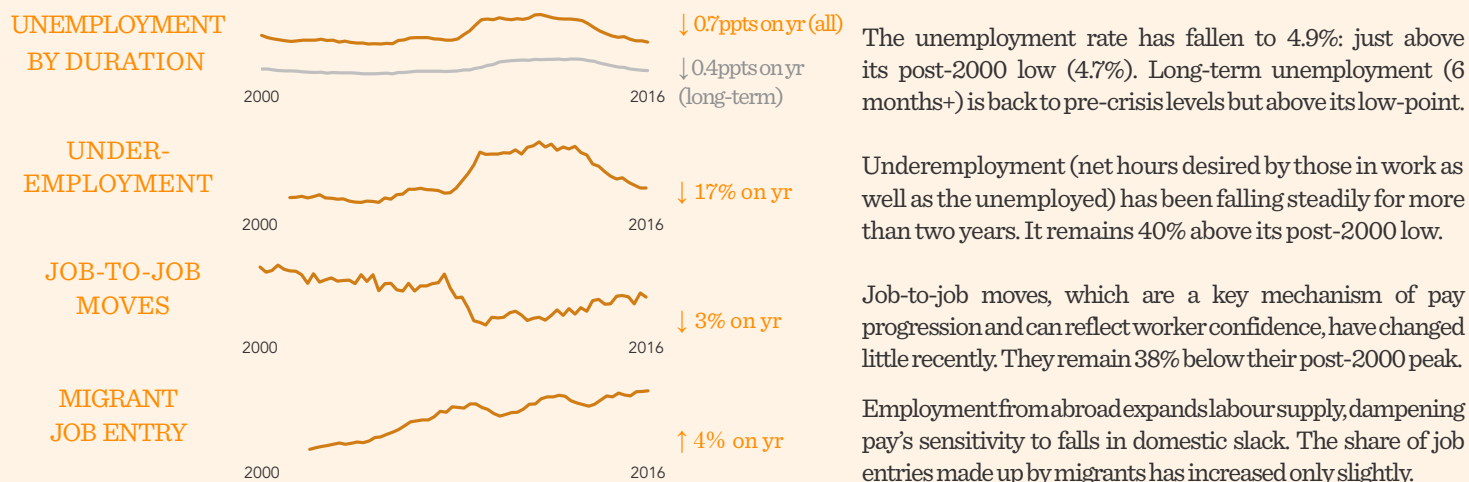 UNEMPLOYMENT
BY DURATION
↓ 0.7ppts on yr (all)
↓ 0.4ppts on yr
(long-term)
2000
2016
The unemployment rate has fallen to 4.9%: just above
its post-2000 low (4.7%). Long-term unemployment (6
months+) is back to pre-crisis levels but above its low-point.
UNDER-
EMPLOYMENT
↓ 17% on yr
2000
2016
Underemployment (net hours desired by those in work as
well as the unemployed) has been falling steadily for more
than two years. It remains 40% above its post-2000 low.
JOB-TO-JOB
MOVES
↓ 3% on yr
2000
2016
Job-to-job moves, which are a key mechanism of pay
progression and can reflect worker confidence, have changed
little recently. They remain 38% below their post-2000 peak.
MIGRANT
JOB ENTRY
↑ 4% on yr
2000
2016
Employment from abroad expands labour supply, dampening
pay's sensitivity to falls in domestic slack. The share of job
entries made up by migrants has increased only slightly.